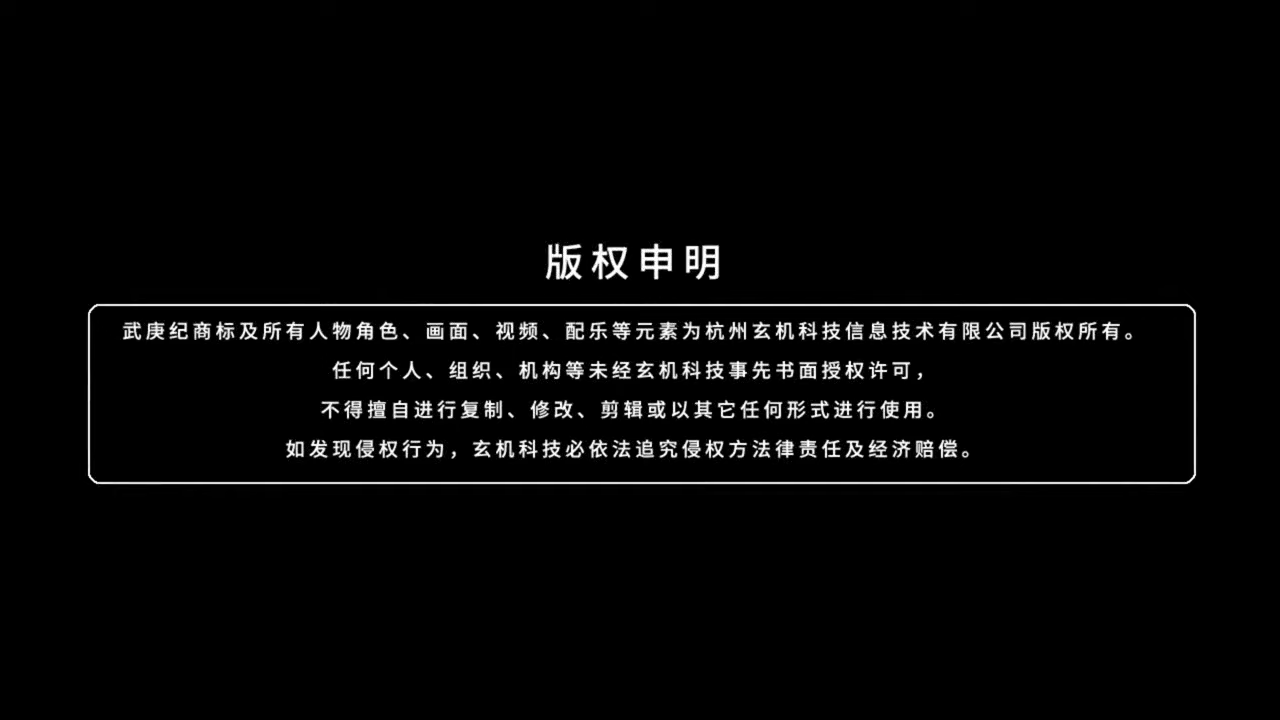 版权申明
武庚纪商标及所有人物角色、画面、视频、配乐等元素为杭州玄机科技信息技术有限公司版权所有。
任何个人、组织、机构等未经玄机科技事先书面授权许可，
不得擅自进行复制、修改、剪辑或以其它任何形式进行使用。
如发现侵权行为，玄机科技必依法追究侵权方法律责任及经济赔偿。